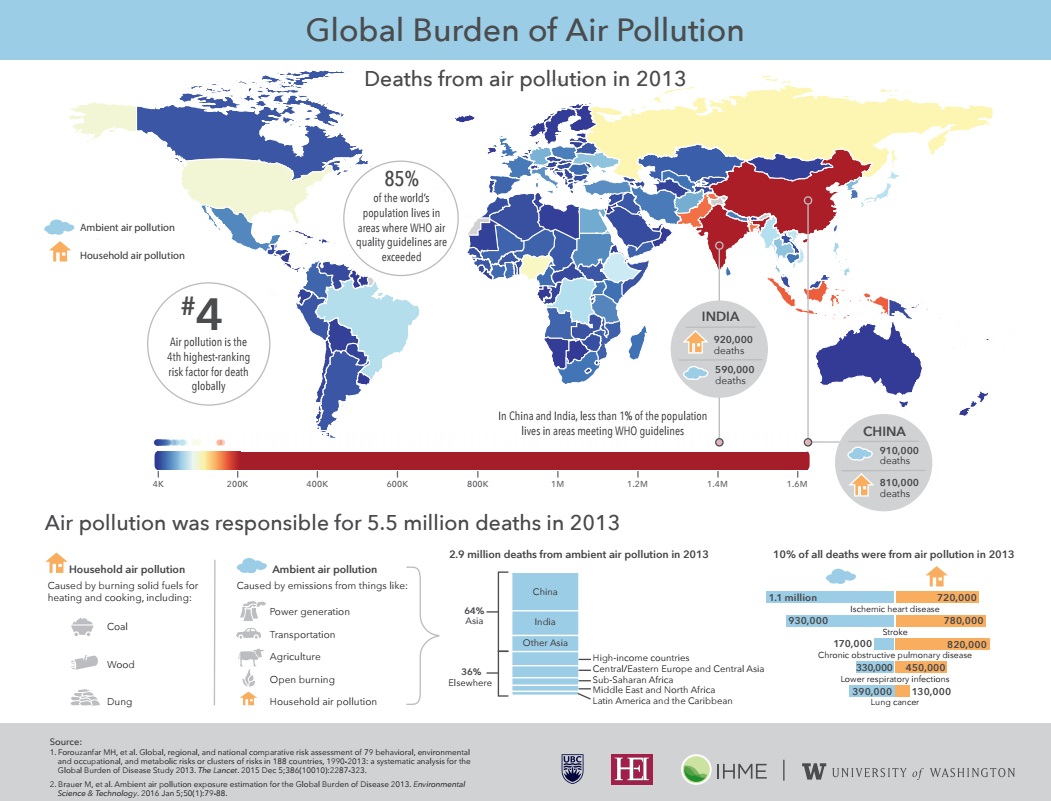 Global Burden of Air Pollution
Deaths from air pollution in 2013
85%
of the world's
population lives in
areas where WHO air
quality guidelines are
exceeded
Ambient air pollution
Household air pollution
#4
Air pollution is the
4th highest-ranking
risk factor for death
globally
INDIA
920,000
deaths
590,000
deaths
In China and India, less than 1% of the population
lives in areas meeting WHO guidelines
CHINA
910,000
deaths
810,000
deaths
4K 200K 400K 600K 800K 1M 1.2M 1.4M 1.6M
Air pollution was responsible for 5.5 million deaths in 2013
Household air pollution
Caused by burning solid fuels for
heating and cooking, including:
Coal
Wood
Dung
Ambient air pollution
Caused by emissions from things like:
Power generation
Transportation
Agriculture
Open burning
Household air pollution
2.9 million deaths from ambient air pollution in 2013
64%
Asia
China
India
Other Asia
36%
Elsewhere
High-income countries
Central/Eastern Europe and Central Asia
Sub-Saharan Africa
Middle East and North Africa
Latin America and the Caribbean
10% of all deaths were from air pollution in 2013
1.1 million 720,000
Ischemic heart disease
930,000 780,000
Stroke
170,000 820,000
Chronic obstructive pulmonary disease
330,000 450,000
Lower respiratory infections
390,000 130,000
Lung cancer
Source:
1. Forouzanfar MH, et al. Global, regional, and national comparative risk assessment of 79 behavioral, environmental
and occupational, and metabolic risks or clusters of risks in 188 countries, 1990-2013: a systematic analysis for the
Global Burden of Disease Study 2013. The Lancet. 2015 Dec 5;386(10010):2287-323.
2. Brauer M, et al. Ambient air pollution exposure estimation for the Global Burden of Disease 2013. Environmental
Science & Technology. 2016 Jan 5;50(1):79-88.
UBC
HEI
IHME
W UNIVERSITY of WASHINGTON